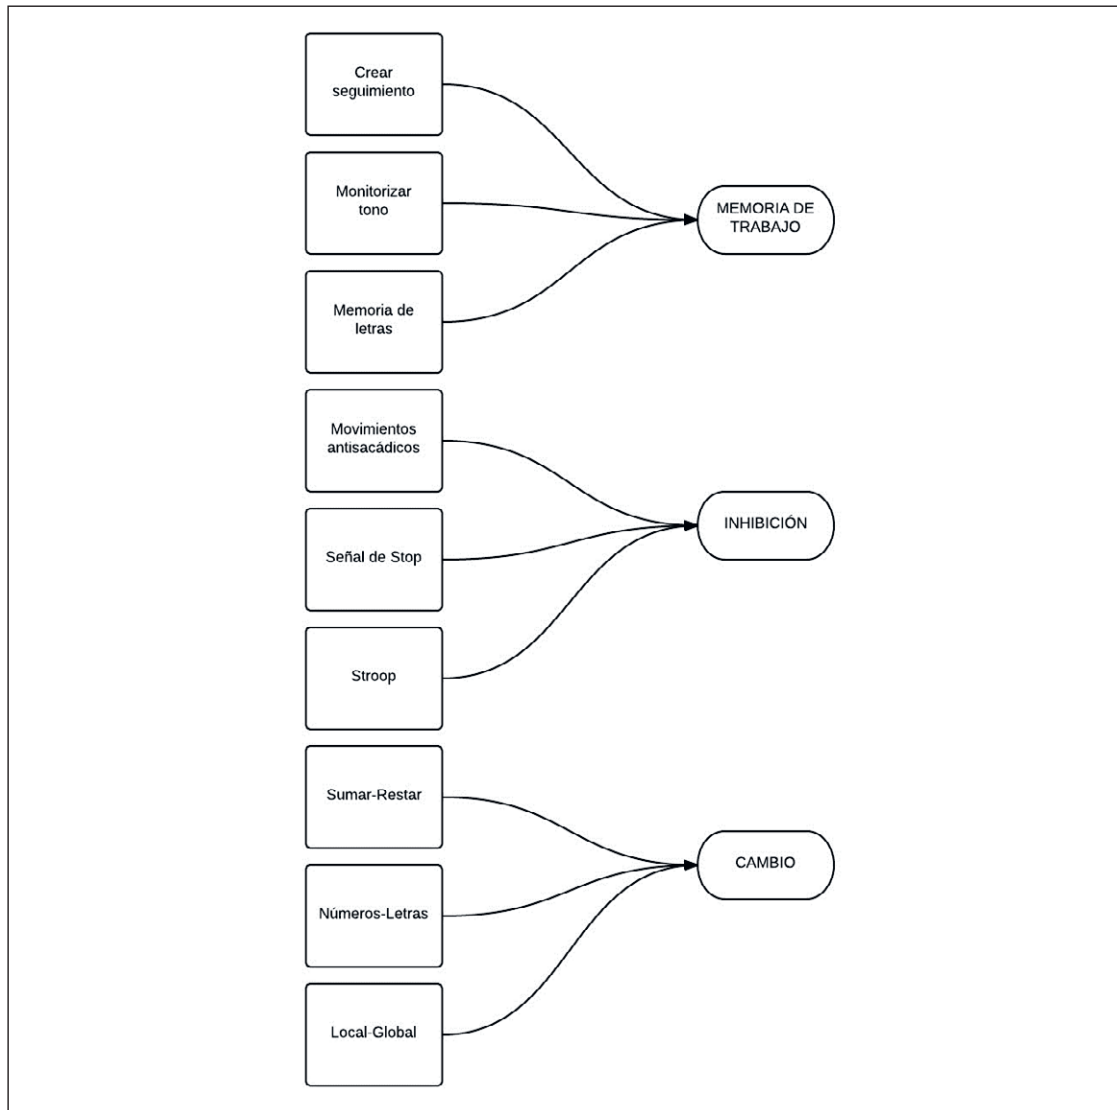 Crear
seguimiento
Monitorizar
tono
MEMORIA DE
TRABAJO
Memoria de
letras
Movimientos
antisacádicos
INHIBICIÓN
Señal de Stop
Stroop
Sumar-Restar
CAMBIO
Números-Letras
Local-Global